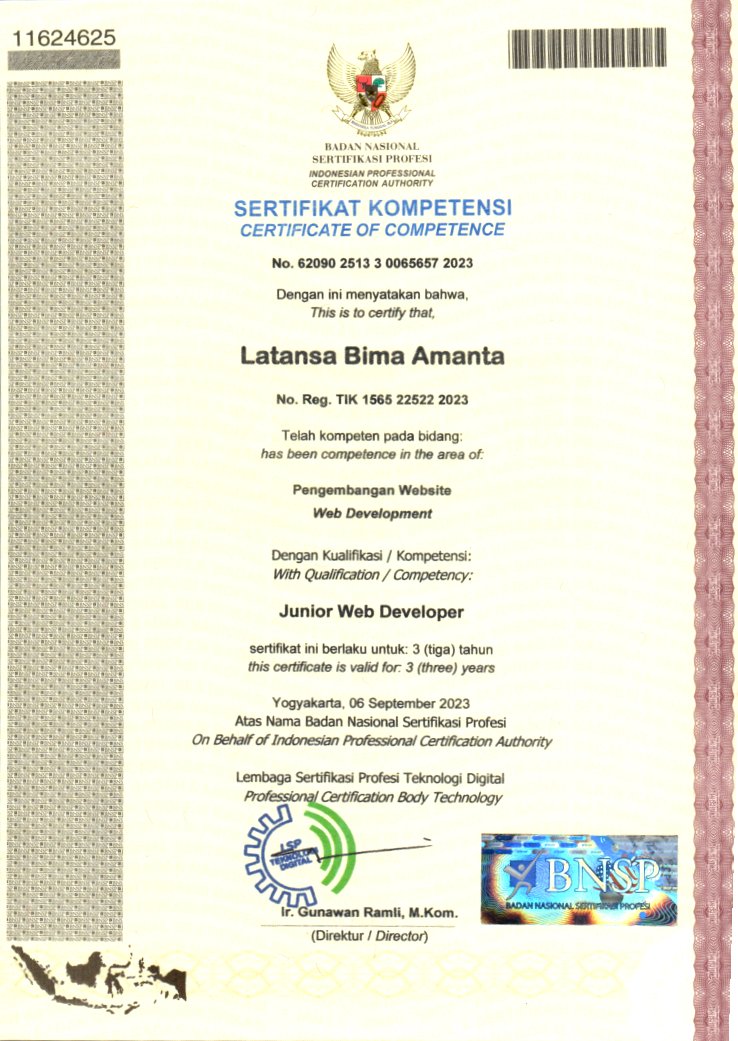 11624625
BADAN NASIONAL
SERTIFIKASI PROFESI
INDONESIAN PROFESSIONAL
CERTIFICATION AUTHORITY
SERTIFIKAT KOMPETENSI
CERTIFICATE OF COMPETENCE
No. 62090 2513 3 0065657 2023
Dengan ini menyatakan bahwa,
This is to certify that,
Latansa Bima Amanta
No. Reg. TIK 1565 22522 2023
Telah kompeten pada bidang:
has been competence in the area of:
Pengembangan Website
Web Development
Dengan Kualifikasi / Kompetensi:
With Qualification / Competency:
Junior Web Developer
sertifikat ini berlaku untuk: 3 (tiga) tahun
this certificate is valid for: 3 (three) years
Yogyakarta, 06 September 2023
Atas Nama Badan Nasional Sertifikasi Profesi
On Behalf of Indonesian Professional Certification Authority
Lembaga Sertifikasi Profesi Teknologi Digital
Professional Certification Body Technology
LSP
TEKNOLOGI
DIGITAL
BNSP
BADAN NASIONAL SERTIFIKASI PROFESI
Ir. Gunawan Ramli, M.Kom.
(Direktur / Director)